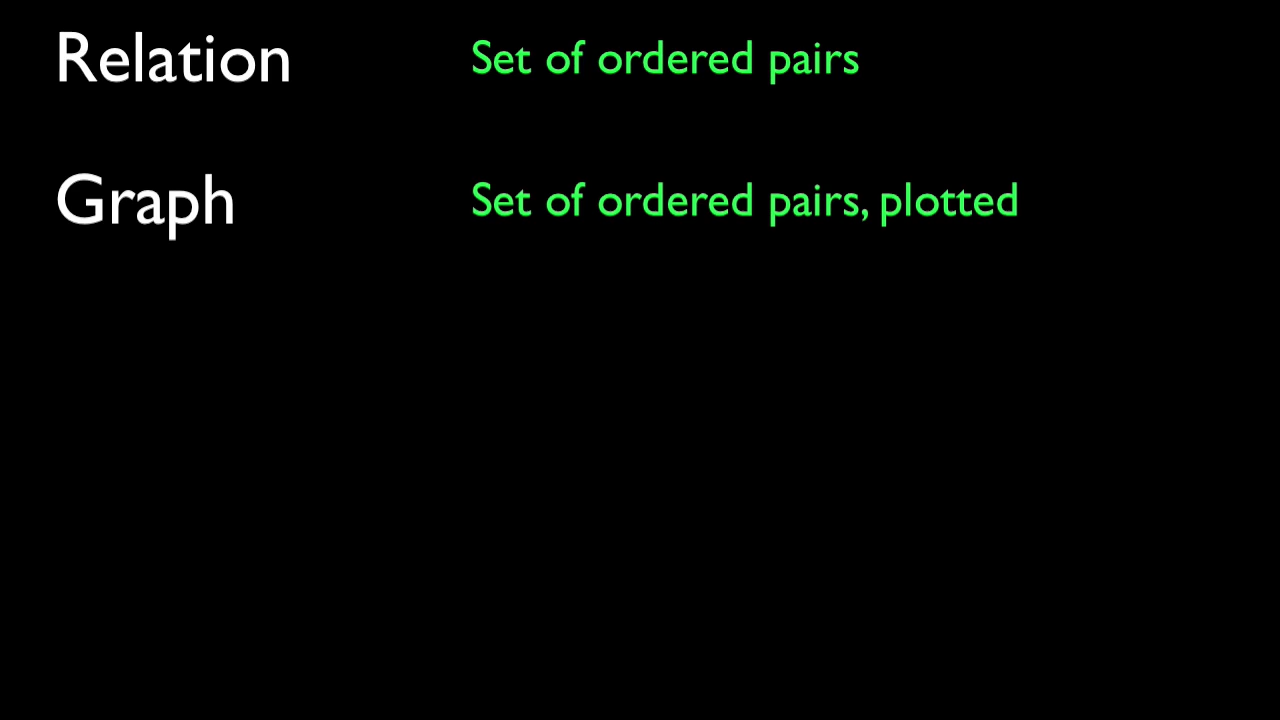 Relation Set of ordered pairs
Graph Set of ordered pairs, plotted